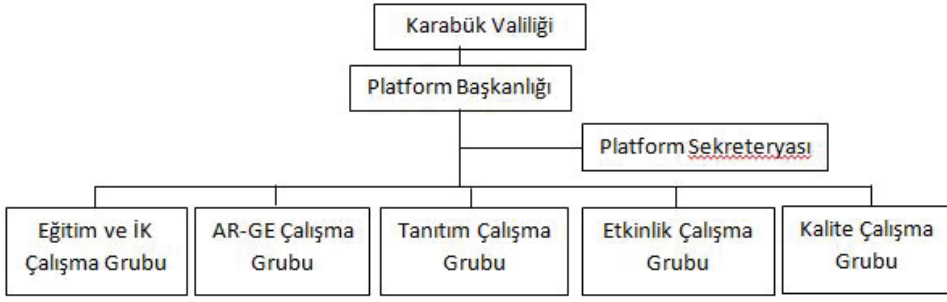 Karabük Valiliği
Platform Başkanlığı
Platform Sekreteryası
Eğitim ve İK
Çalışma Grubu
AR-GE Çalışma
Grubu
Tanıtım Çalışma
Grubu
Etkinlik Çalışma
Grubu
Kalite Çalışma
Grubu